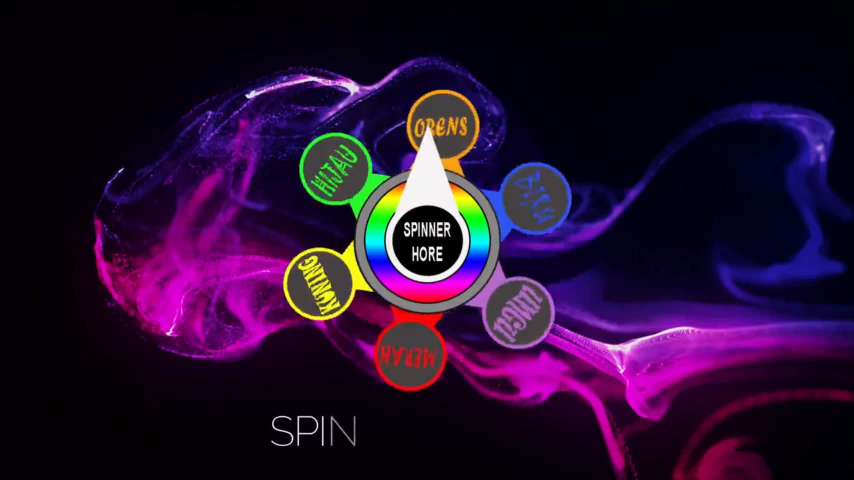 ORENS
HIJAU
BIRU
SPINNER
HORE
KUNING
UNGU
MERAH
SPIN